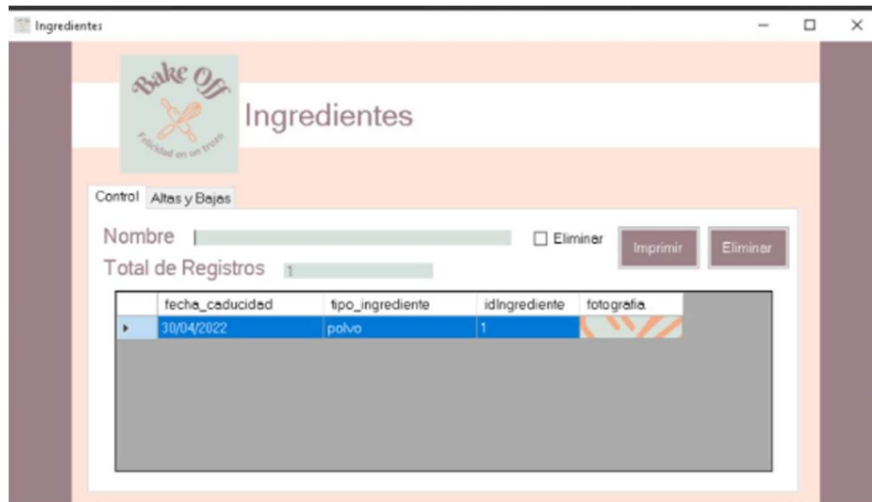 Ingredientes
Bake Off
Felicidad en un trozo
Ingredientes
Control Altas y Bajas
Nombre Eliminar Imprimir Eliminar
Total de Registros 1
fecha_caducidad tipo_ingrediente idIngrediente fotografia
30/04/2022 polvo 1